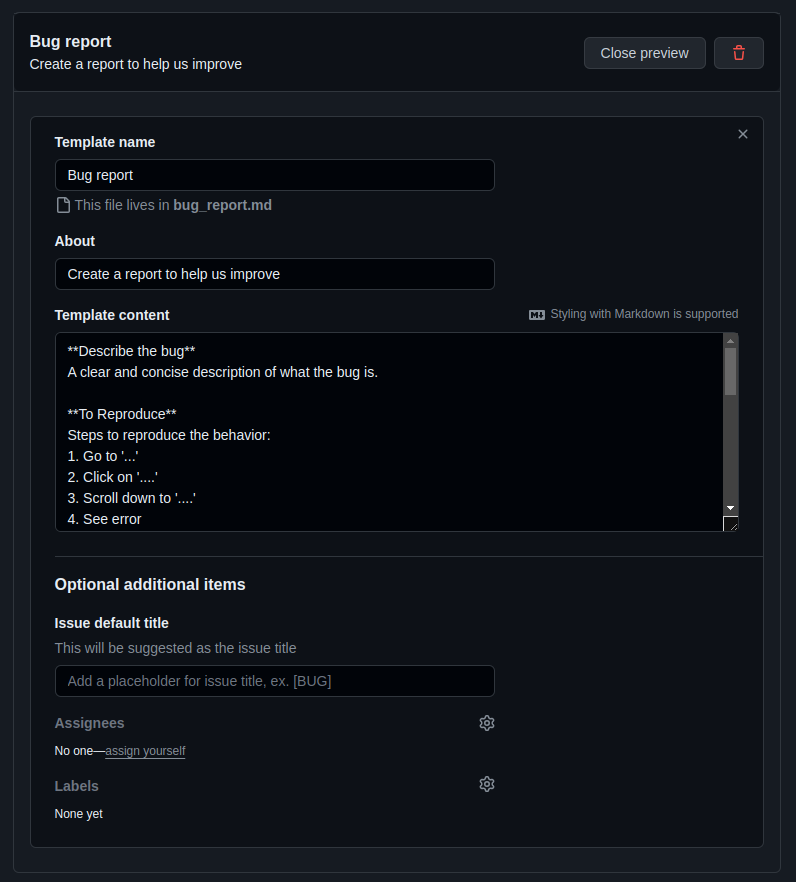 Bug report
Create a report to help us improve
Close preview
Template name
Bug report
This file lives in bug_report.md
About
Create a report to help us improve
Template content
Styling with Markdown is supported
**Describe the bug**
A clear and concise description of what the bug is.
**To Reproduce**
Steps to reproduce the behavior:
1. Go to '...'
2. Click on '....'
3. Scroll down to '....'
4. See error
Optional additional items
Issue default title
This will be suggested as the issue title
Add a placeholder for issue title, ex. [BUG]
Assignees
No one—assign yourself
Labels
None yet